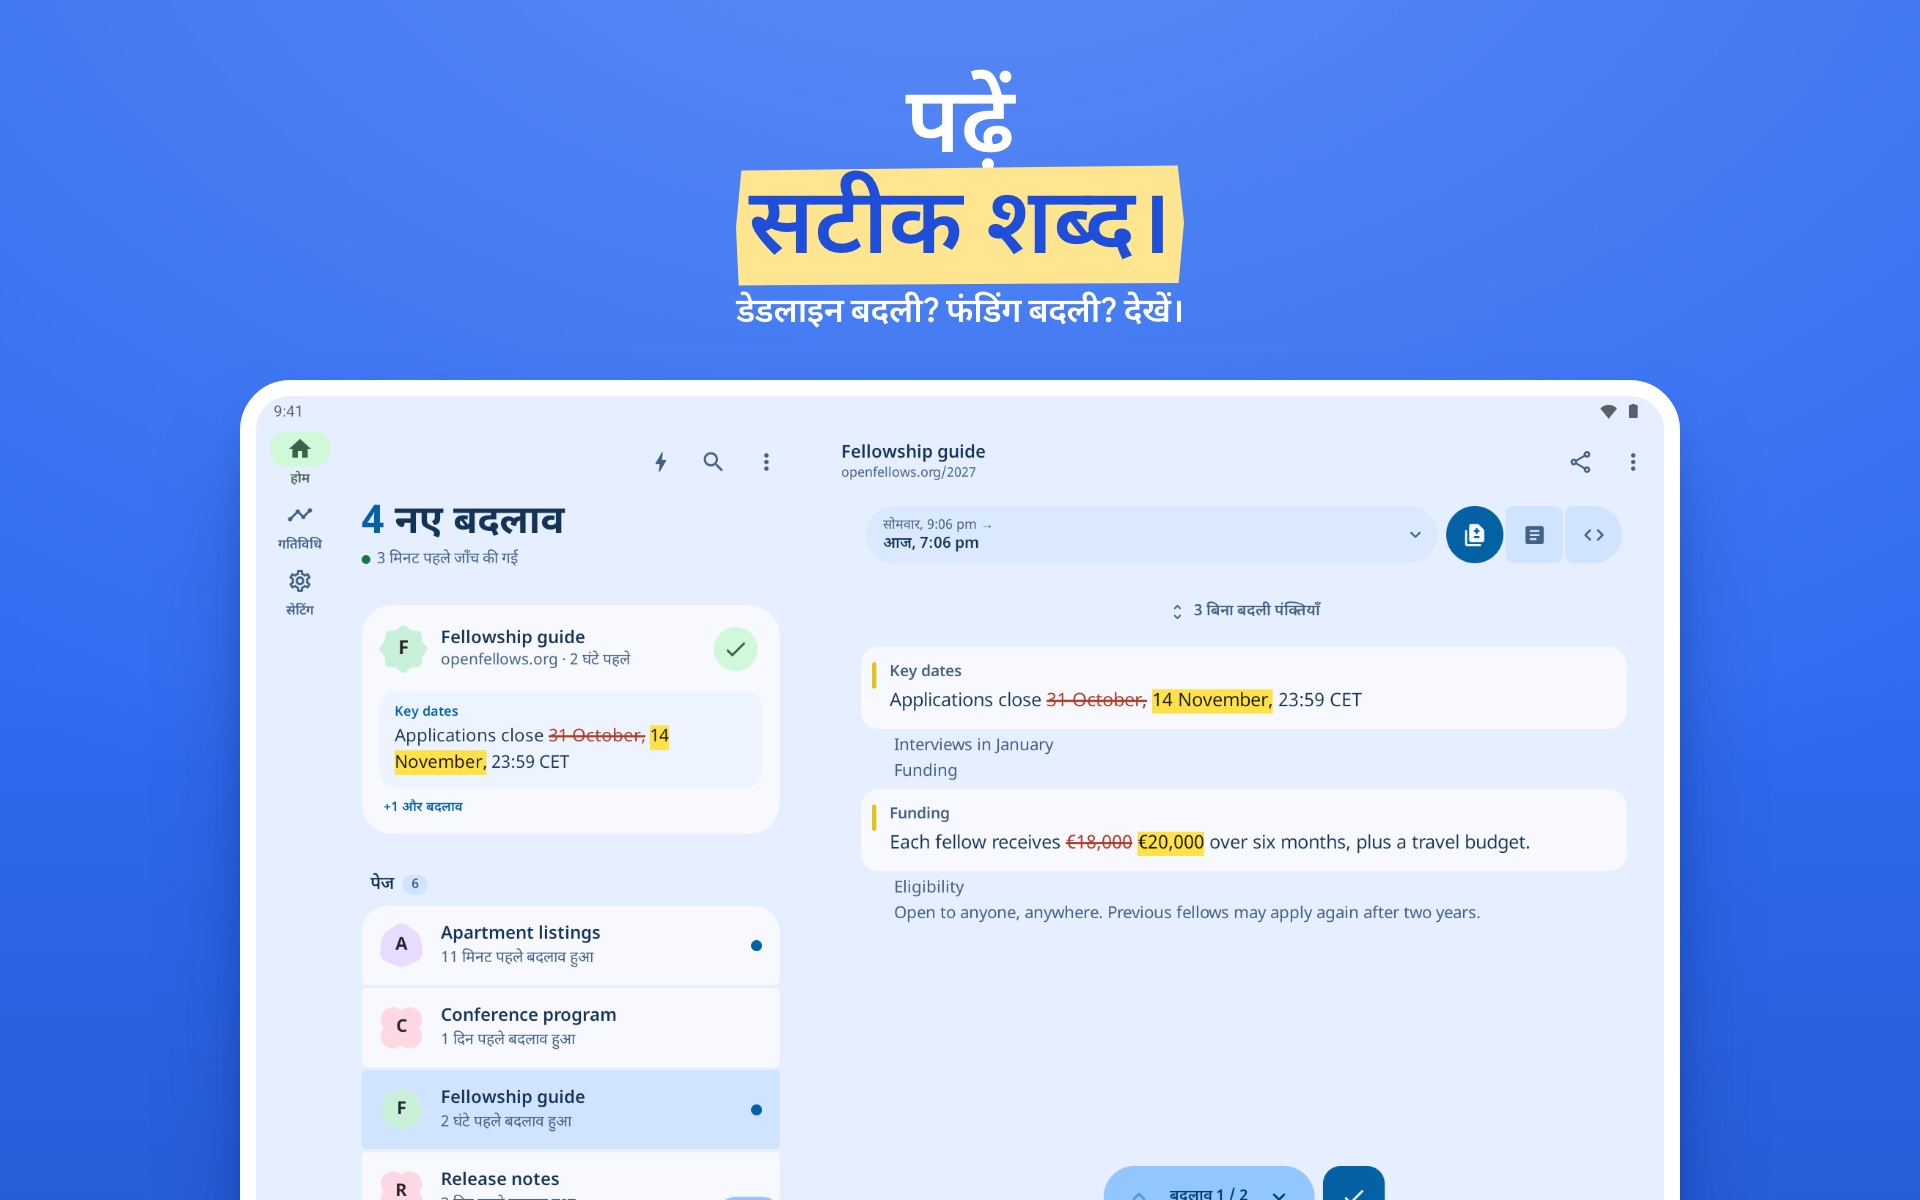 पढ़ें
सटीक शब्द।
डेडलाइन बदली? फंडिंग बदली? देखें।
9:41
होम
गतिविधि
सेटिंग
4 नए बदलाव
3 मिनट पहले जाँच की गई
F
Fellowship guide
openfellows.org · 2 घंटे पहले
Key dates
Applications close 31 October, 14
November, 23:59 CET
+1 और बदलाव
पेज 6
A
Apartment listings
11 मिनट पहले बदलाव हुआ
C
Conference program
1 दिन पहले बदलाव हुआ
F
Fellowship guide
2 घंटे पहले बदलाव हुआ
R
Release notes
Fellowship guide
openfellows.org/2027
सोमवार, 9:06 pm →
आज, 7:06 pm
3 बिना बदली पंक्तियाँ
Key dates
Applications close 31 October, 14 November, 23:59 CET
Interviews in January
Funding
Funding
Each fellow receives €18,000 €20,000 over six months, plus a travel budget.
Eligibility
Open to anyone, anywhere. Previous fellows may apply again after two years.
बदलाव 1 / 2